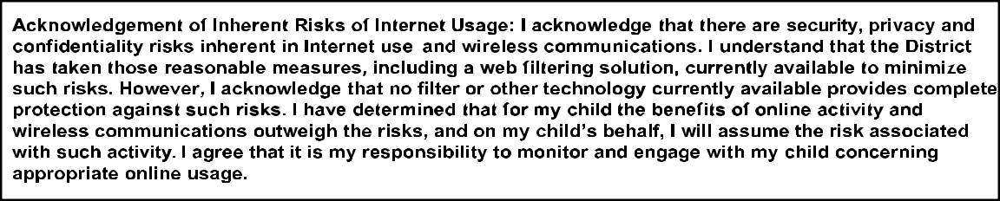 Acknowledgement of Inherent Risks of Internet Usage: I acknowledge that there are security, privacy and
confidentiality risks inherent in Internet use and wireless communications. I understand that the District
has taken those reasonable measures, including a web filtering solution, currently available to minimize
such risks. However, I acknowledge that no filter or other technology currently available provides complete
protection against such risks. I have determined that for my child the benefits of online activity and
wireless communications outweigh the risks, and on my child's behalf, I will assume the risk associated
with such activity. I agree that it is my responsibility to monitor and engage with my child concerning
appropriate online usage.